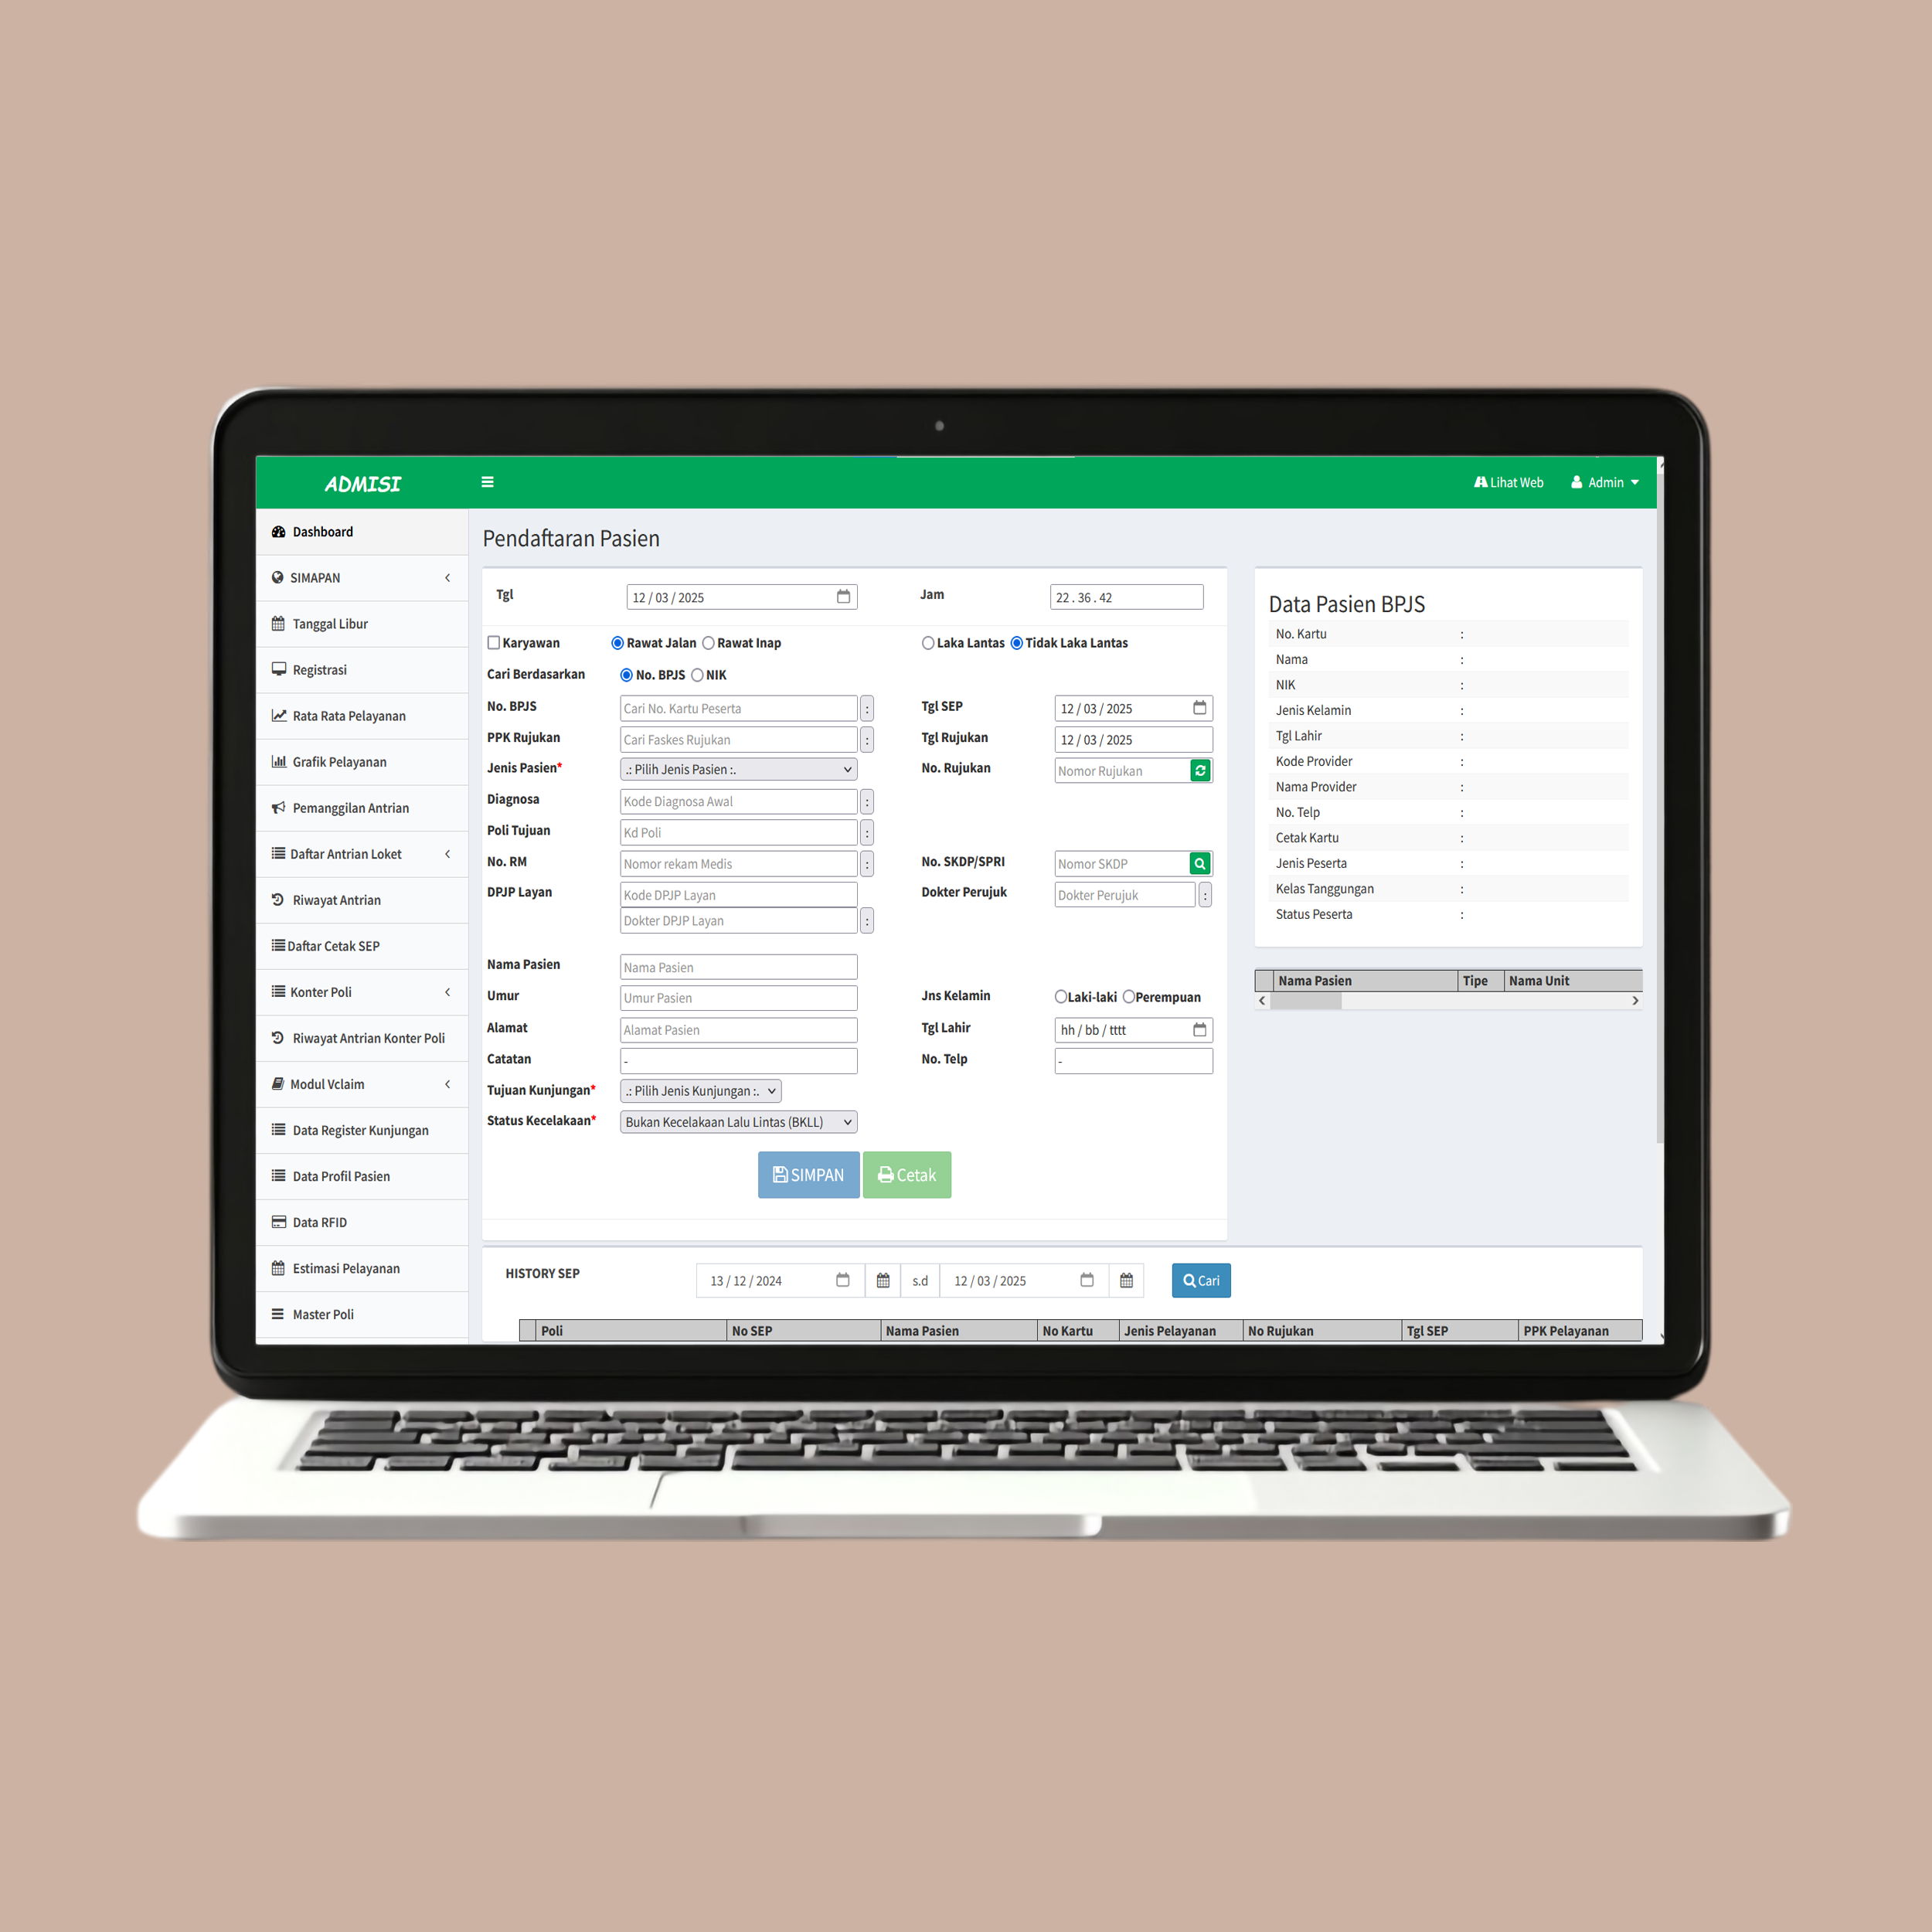 ADMISI
Lihat Web Admin
Dashboard
SIMAPAN
Tanggal Libur
Registrasi
Rata Rata Pelayanan
Grafik Pelayanan
Pemanggilan Antrian
Daftar Antrian Loket
Riwayat Antrian
Daftar Cetak SEP
Konter Poli
Riwayat Antrian Konter Poli
Modul Vclaim
Data Register Kunjungan
Data Profil Pasien
Data RFID
Estimasi Pelayanan
Master Poli
Pendaftaran Pasien
Tgl 12 / 03 / 2025 Jam 22 . 36 . 42
Karyawan Rawat Jalan Rawat Inap Laka Lantas Tidak Laka Lantas
Cari Berdasarkan No. BPJS NIK
No. BPJS Cari No. Kartu Peserta : Tgl SEP 12 / 03 / 2025
PPK Rujukan Cari Faskes Rujukan : Tgl Rujukan 12 / 03 / 2025
Jenis Pasien* .: Pilih Jenis Pasien :. No. Rujukan Nomor Rujukan
Diagnosa Kode Diagnosa Awal :
Poli Tujuan Kd Poli :
No. RM Nomor rekam Medis : No. SKDP/SPRI Nomor SKDP
DPJP Layan Kode DPJP Layan Dokter Perujuk Dokter Perujuk :
Dokter DPJP Layan :
Nama Pasien Nama Pasien
Umur Umur Pasien Jns Kelamin Laki-laki Perempuan
Alamat Alamat Pasien Tgl Lahir hh / bb / tttt
Catatan - No. Telp -
Tujuan Kunjungan* .: Pilih Jenis Kunjungan :.
Status Kecelakaan* Bukan Kecelakaan Lalu Lintas (BKLL)
SIMPAN Cetak
Data Pasien BPJS
No. Kartu :
Nama :
NIK :
Jenis Kelamin :
Tgl Lahir :
Kode Provider :
Nama Provider :
No. Telp :
Cetak Kartu :
Jenis Peserta :
Kelas Tanggungan :
Status Peserta :
Nama Pasien Tipe Nama Unit
HISTORY SEP 13 / 12 / 2024 s.d 12 / 03 / 2025 Cari
Poli No SEP Nama Pasien No Kartu Jenis Pelayanan No Rujukan Tgl SEP PPK Pelayanan